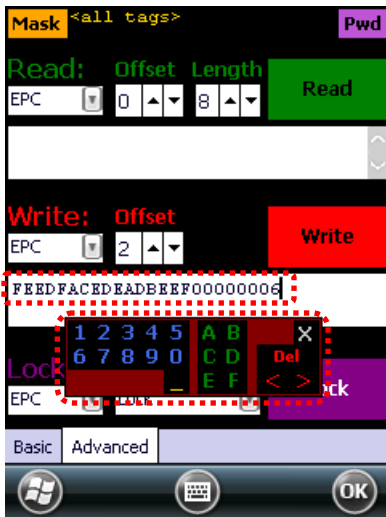 Mask <all tags> Pwd
Read: Offset Length
EPC 0 8 Read
Write: Offset
EPC 2 Write
FEEDFACEDEADBEEF00000006
1 2 3 4 5 A B X
6 7 8 9 0 C D Del
_ E F < >
Lock
EPC
Basic Advanced
OK